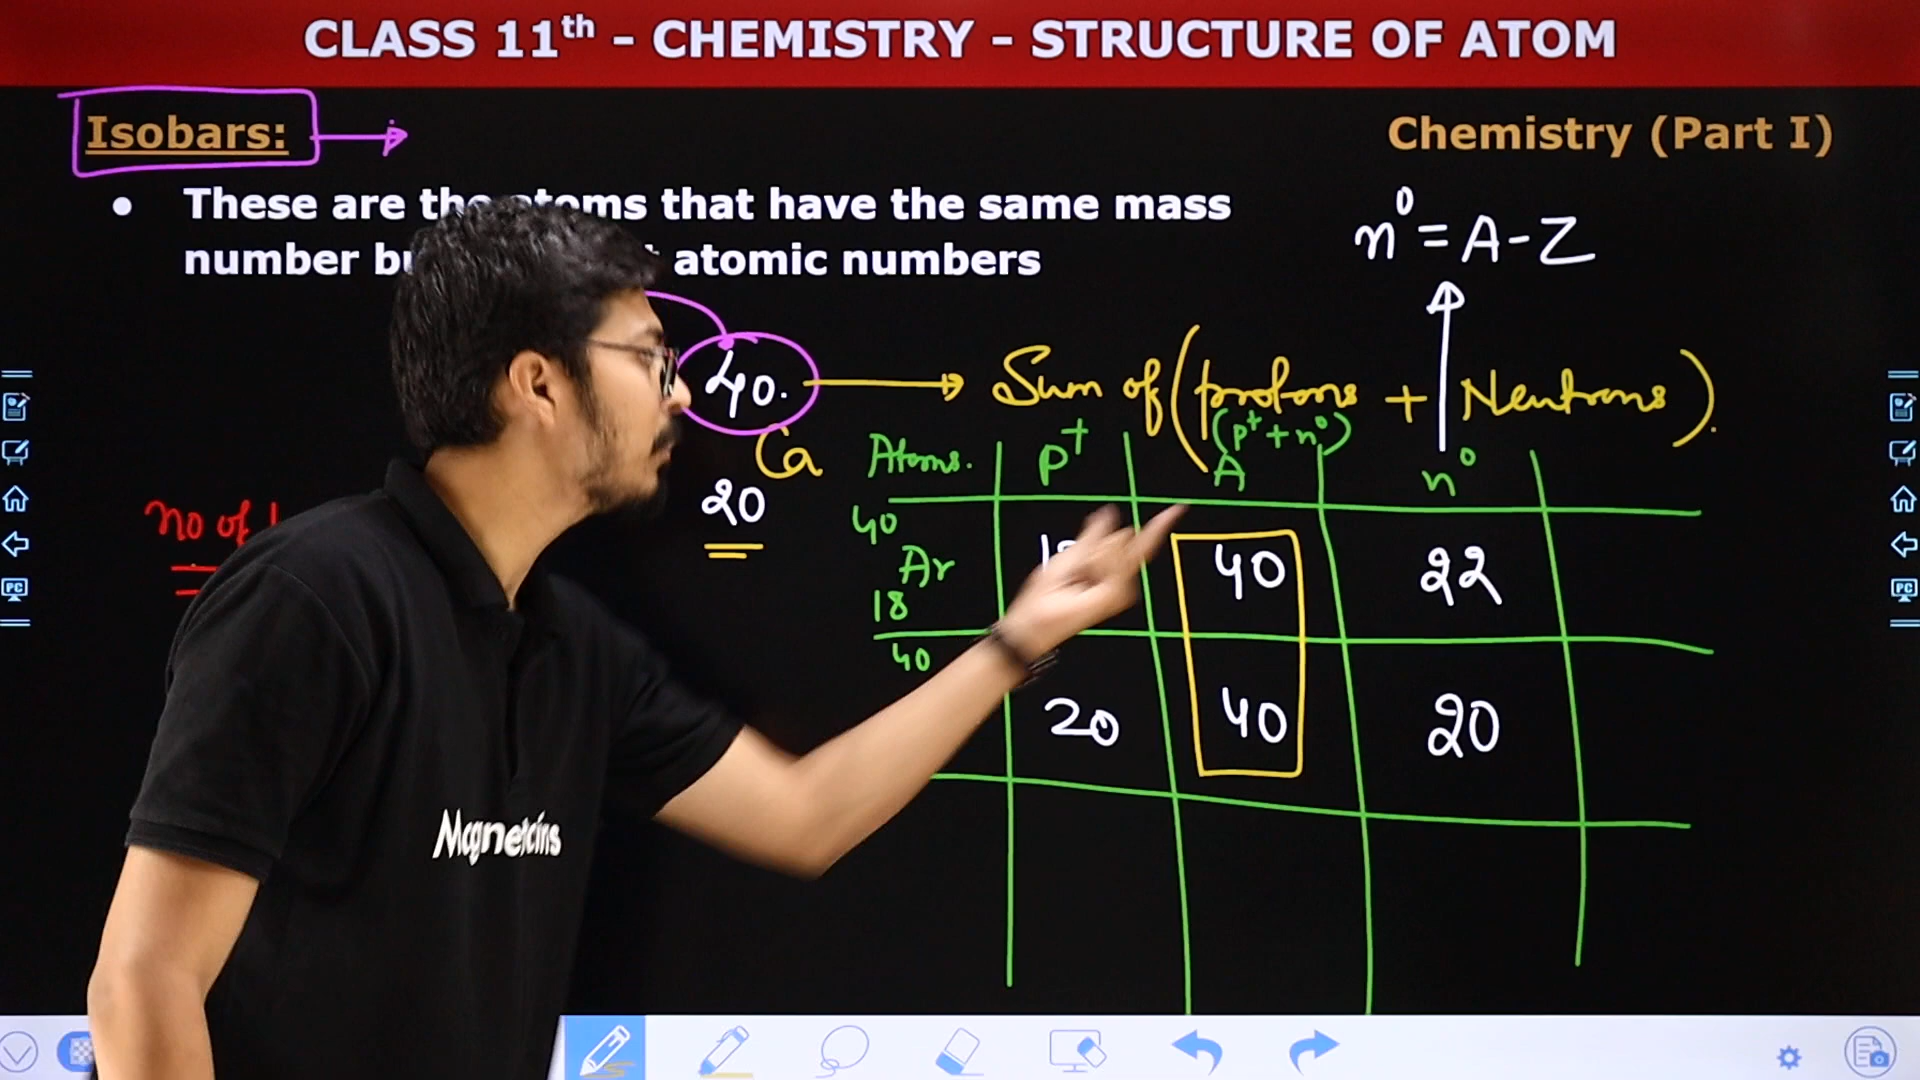 CLASS 11th - CHEMISTRY - STRUCTURE OF ATOM
Isobars:
Chemistry (Part I)
These are the atoms that have the same mass
number atomic numbers
n⁰ = A - Z
40.
Ca
20
Sum of (protons + Neutrons).
no of
Atoms. p⁺ A (p⁺ + n⁰) n⁰
40
Ar
18
40 22
40
20 40 20
Magnetains